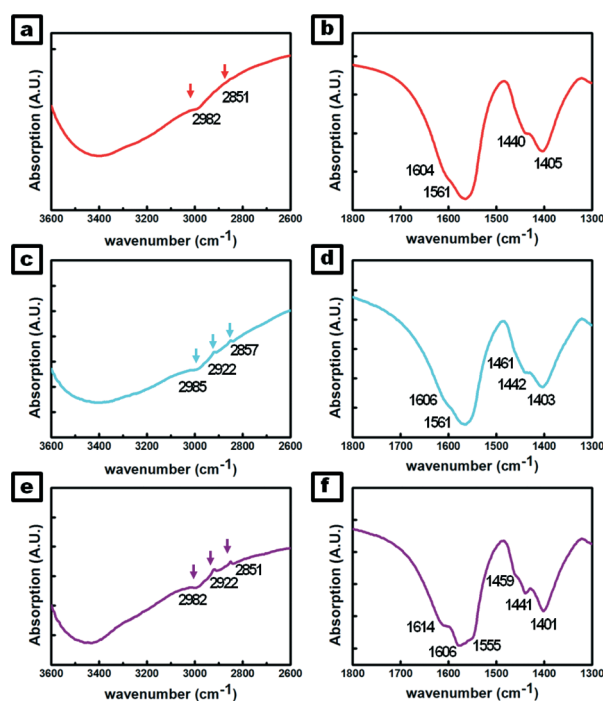 a
Absorption (A.U.)
2982
2851
3600 3400 3200 3000 2800 2600
wavenumber (cm-1)
b
Absorption (A.U.)
1604
1561
1440
1405
1800 1700 1600 1500 1400 1300
wavenumber (cm-1)
c
Absorption (A.U.)
2985
2922
2857
3600 3400 3200 3000 2800 2600
wavenumber (cm-1)
d
Absorption (A.U.)
1606
1561
1461
1442
1403
1800 1700 1600 1500 1400 1300
wavenumber (cm-1)
e
Absorption (A.U.)
2982
2922
2851
3600 3400 3200 3000 2800 2600
wavenumber (cm-1)
f
Absorption (A.U.)
1614
1606
1555
1459
1441
1401
1800 1700 1600 1500 1400 1300
wavenumber (cm-1)